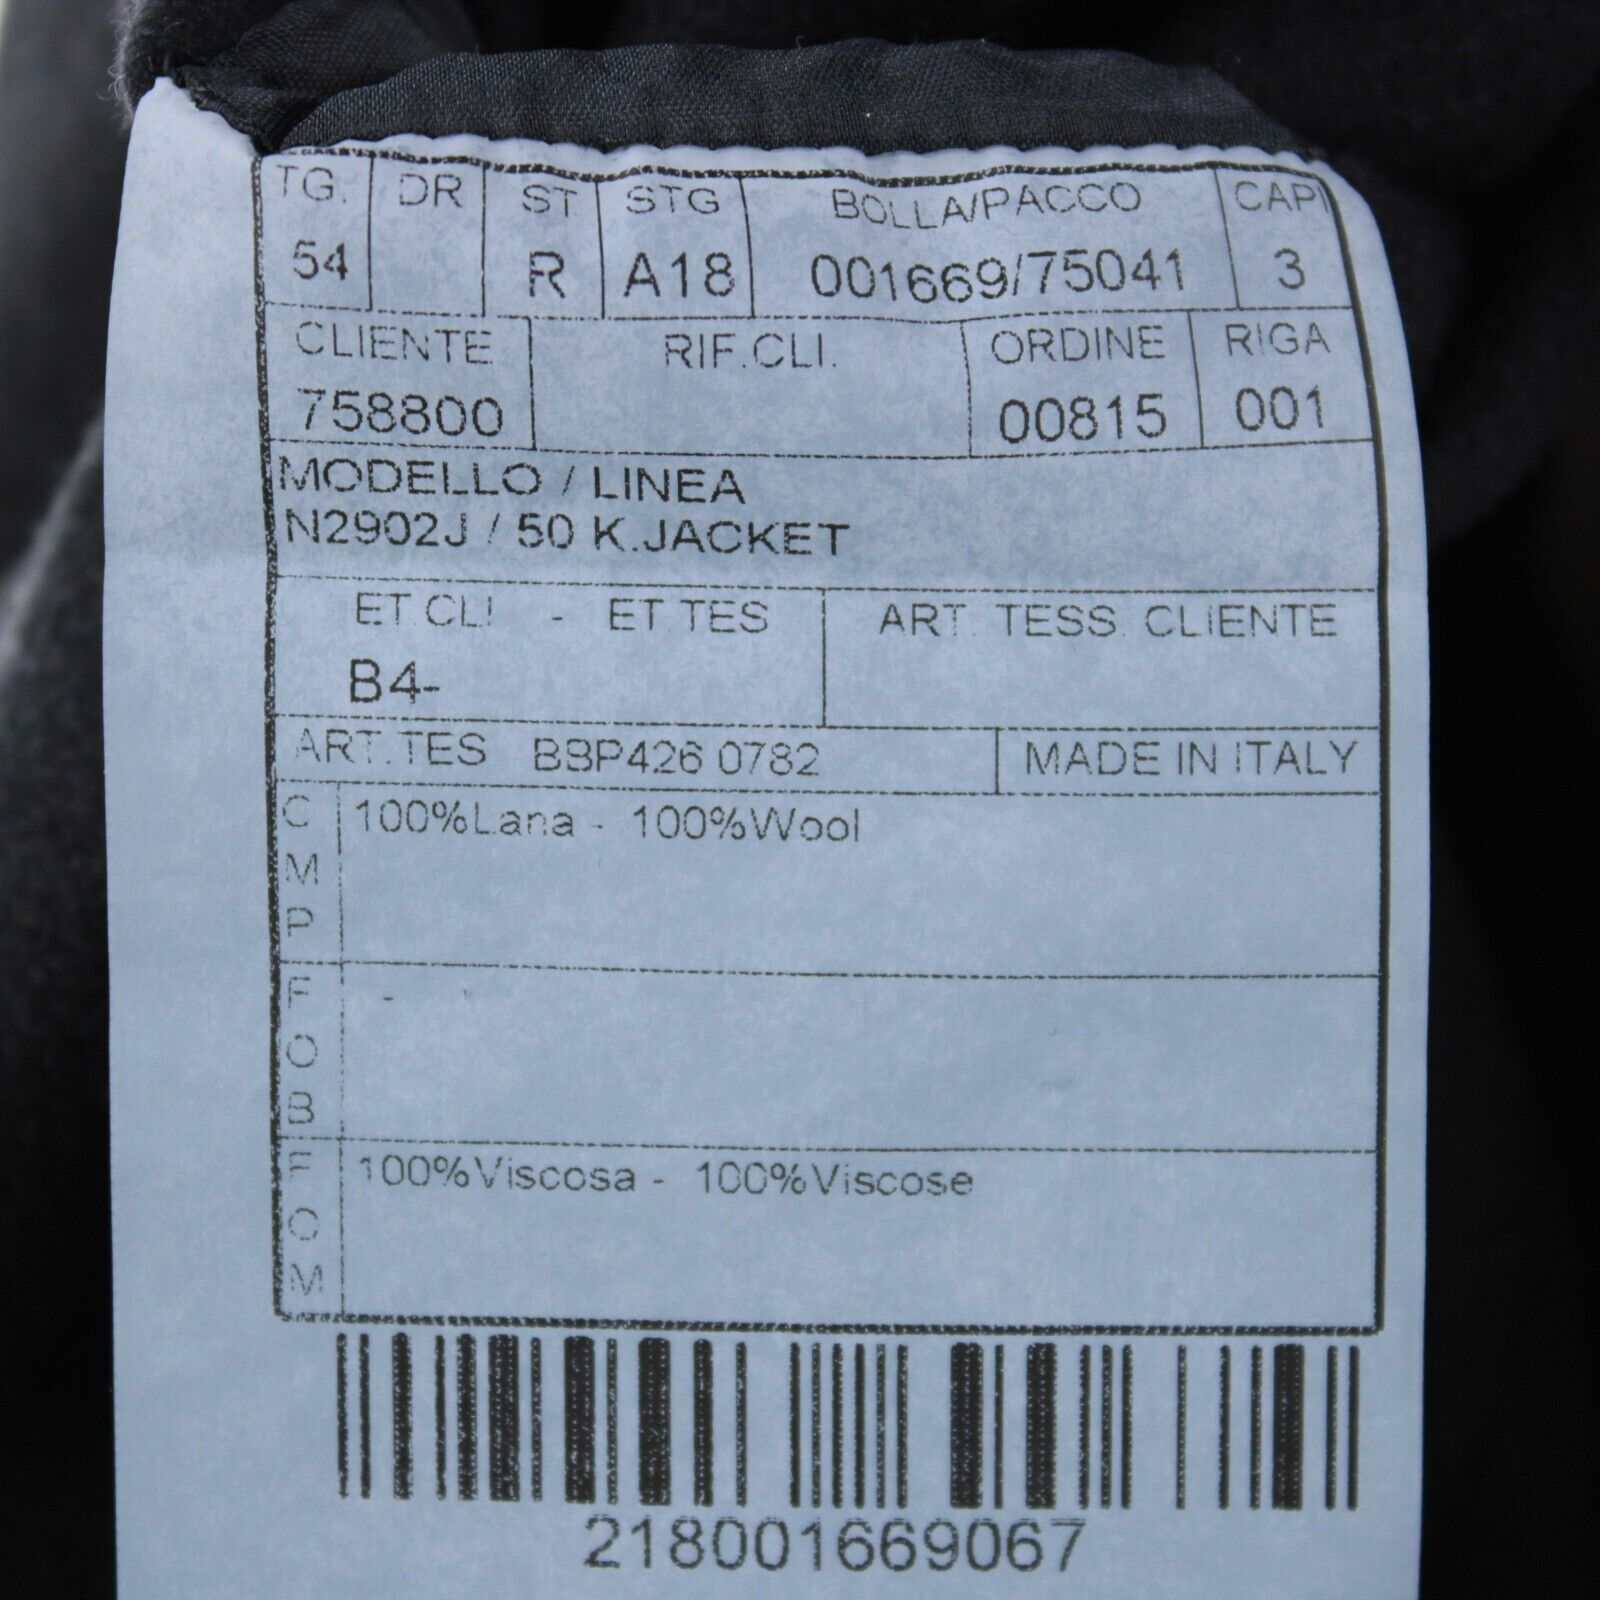 TG. DR ST STG BOLLA/PACCO CAPI
54 R A18 001669/75041 3
CLIENTE RIF.CLI. ORDINE RIGA
758800 00815 001
MODELLO / LINEA
N2902J / 50 K.JACKET
ET.CLI - ET.TES ART. TESS. CLIENTE
B4-
ART.TES BBP426 0782 MADE IN ITALY
CMP 100%Lana - 100%Wool
FOB -
FOM 100%Viscosa - 100%Viscose
218001669067